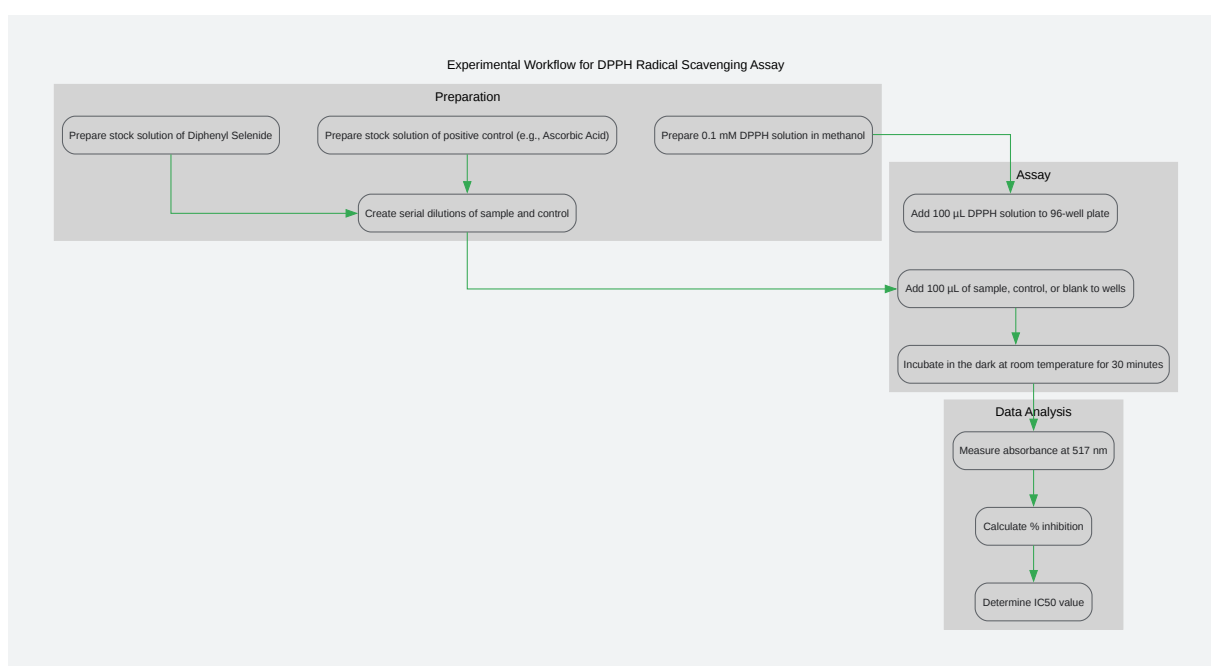 Experimental Workflow for DPPH Radical Scavenging Assay
Preparation
Prepare stock solution of Diphenyl Selenide
Prepare stock solution of positive control (e.g., Ascorbic Acid)
Prepare 0.1 mM DPPH solution in methanol
Create serial dilutions of sample and control
Assay
Add 100 µL DPPH solution to 96-well plate
Add 100 µL of sample, control, or blank to wells
Incubate in the dark at room temperature for 30 minutes
Data Analysis
Measure absorbance at 517 nm
Calculate % inhibition
Determine IC50 value